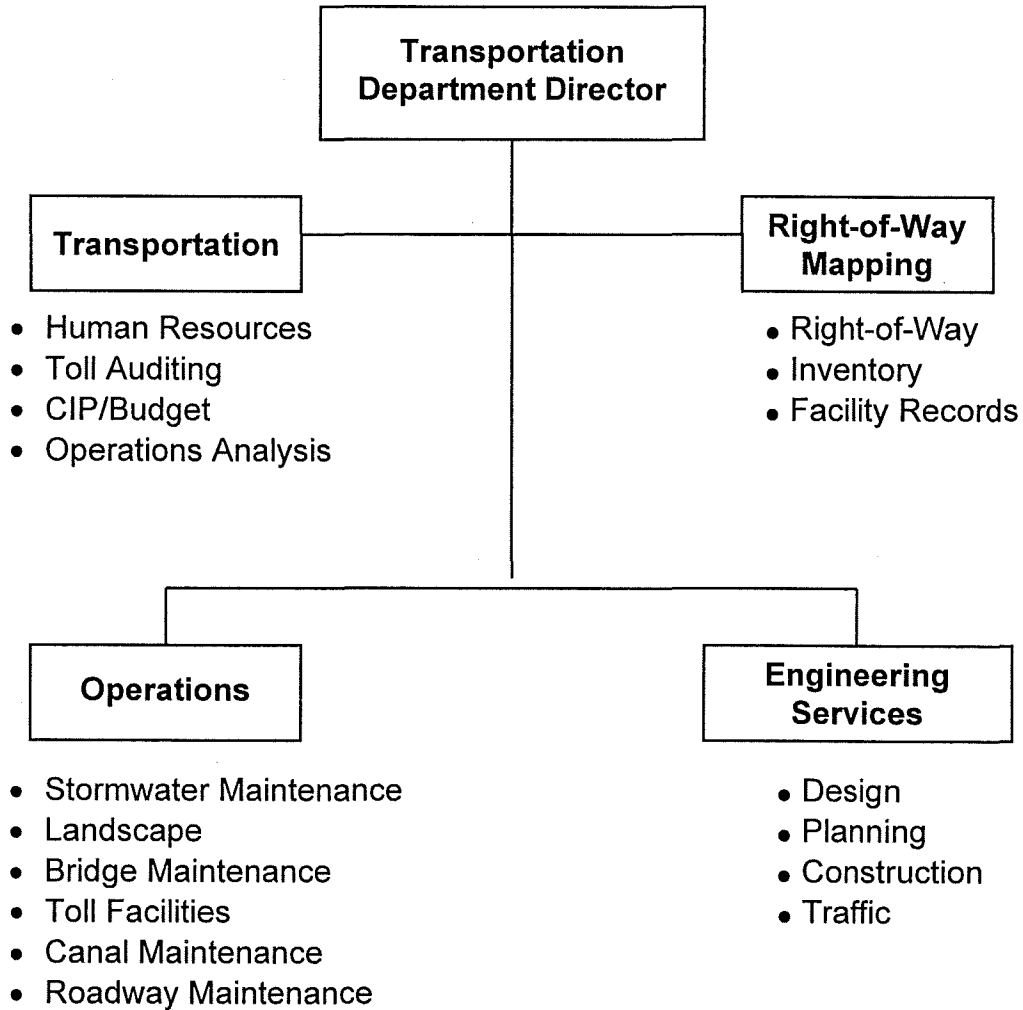 Transportation
Department Director
Transportation
Right-of-Way
Mapping
• Human Resources
• Toll Auditing
• CIP/Budget
• Operations Analysis
• Right-of-Way
• Inventory
• Facility Records
Operations
Engineering
Services
• Stormwater Maintenance
• Landscape
• Bridge Maintenance
• Toll Facilities
• Canal Maintenance
• Roadway Maintenance
• Design
• Planning
• Construction
• Traffic